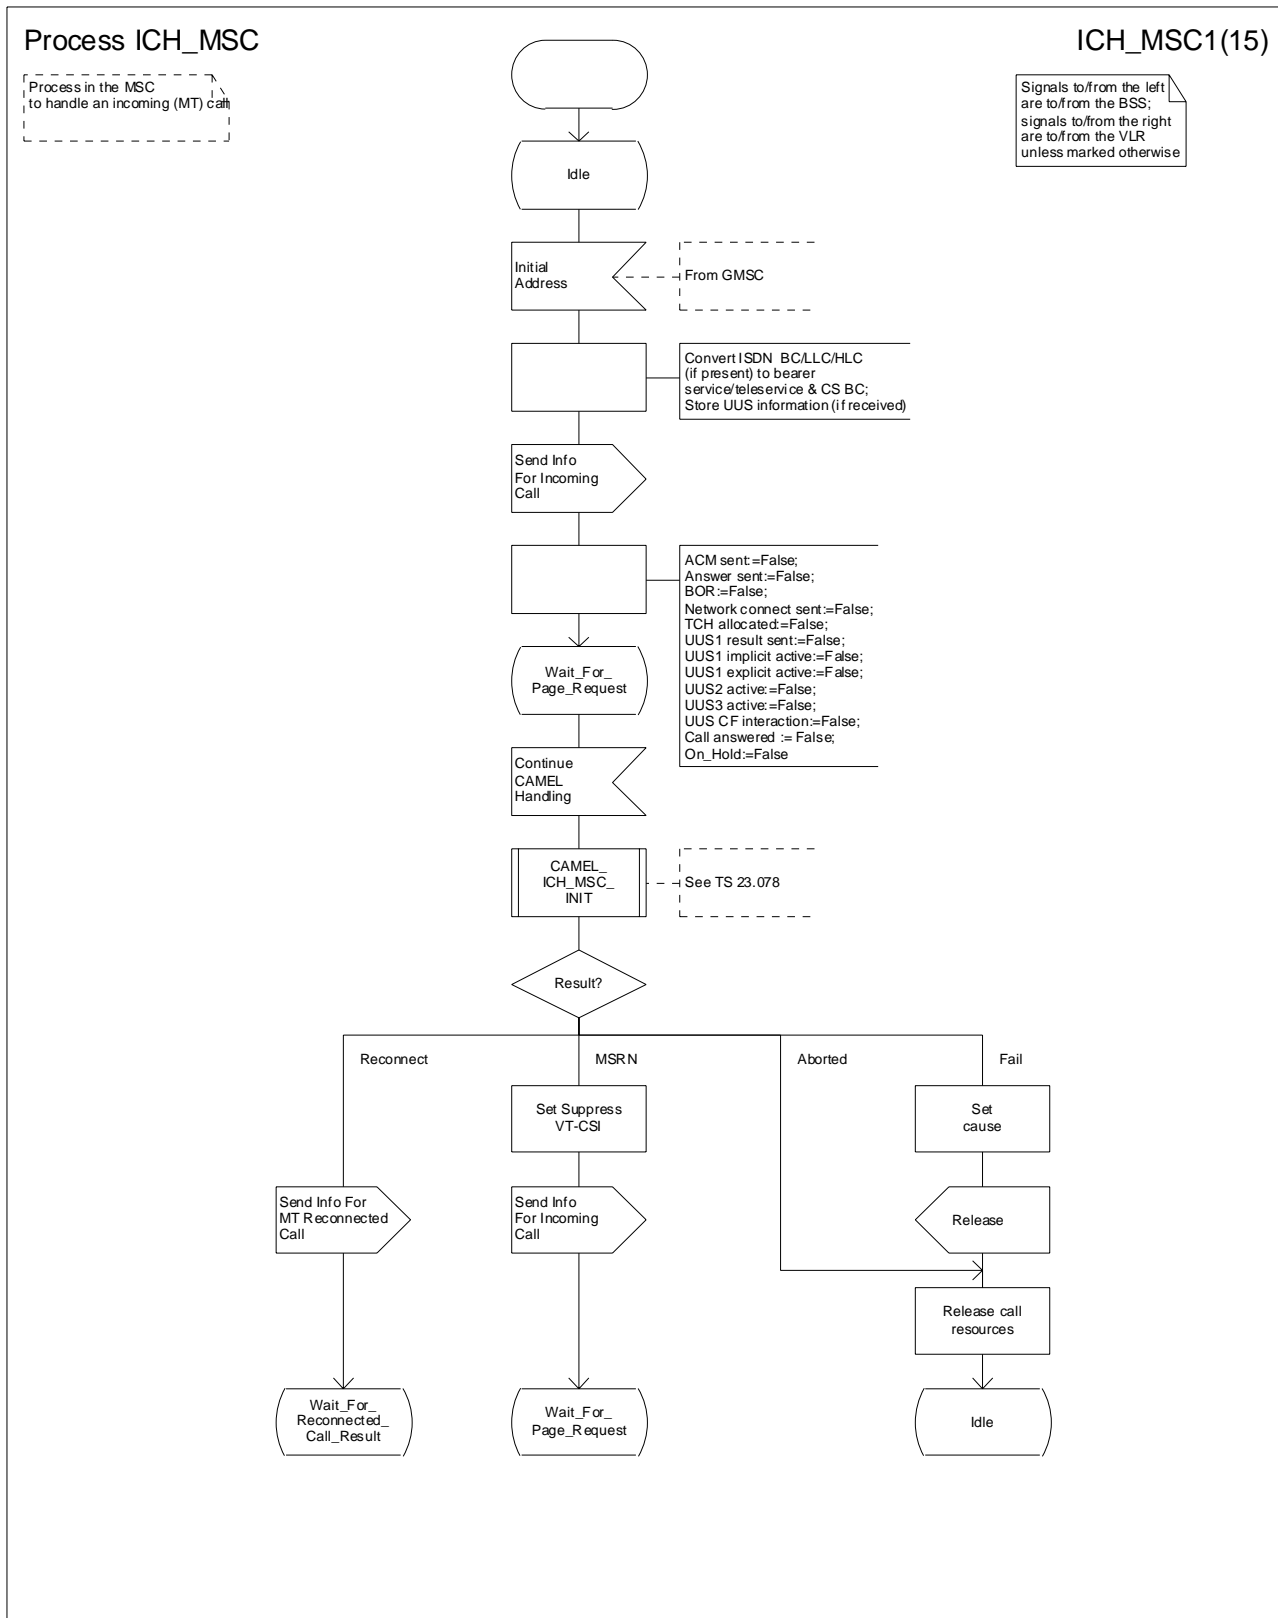 Process ICH_MSC
ICH_MSC1(15)
Process in the MSC
to handle an incoming (MT) call
Signals to/from the left
are to/from the BSS;
signals to/from the right
are to/from the VLR
unless marked otherwise
Idle
Initial
Address
From GMSC
Convert ISDN BC/LLC/HLC
(if present) to bearer
service/teleservice & CS BC;
Store UUS information (if received)
Send Info
For Incoming
Call
ACM sent:=False;
Answer sent:=False;
BOR:=False;
Network connect sent:=False;
TCH allocated:=False;
UUS1 result sent:=False;
UUS1 implicit active:=False;
UUS1 explicit active:=False;
UUS2 active:=False;
UUS3 active:=False;
UUS CF interaction:=False;
Call answered := False;
On_Hold:=False
Wait_For_
Page_Request
Continue
CAMEL
Handling
CAMEL_
ICH_MSC_
INIT
See TS 23.078
Result?
Reconnect
MSRN
Aborted
Fail
Set Suppress
VT-CSI
Set
cause
Send Info For
MT Reconnected
Call
Send Info
For Incoming
Call
Release
Release call
resources
Wait_For_
Reconnected_
Call_Result
Wait_For_
Page_Request
Idle